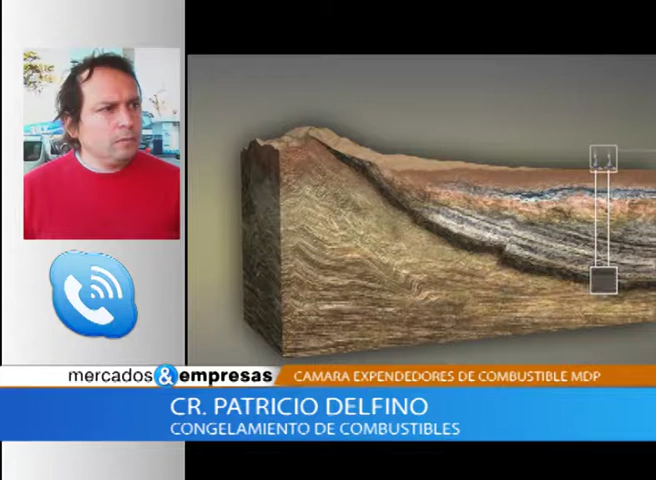 mercados&empresas
CAMARA EXPENDEDORES DE COMBUSTIBLE MDP
CR. PATRICIO DELFINO
CONGELAMIENTO DE COMBUSTIBLES